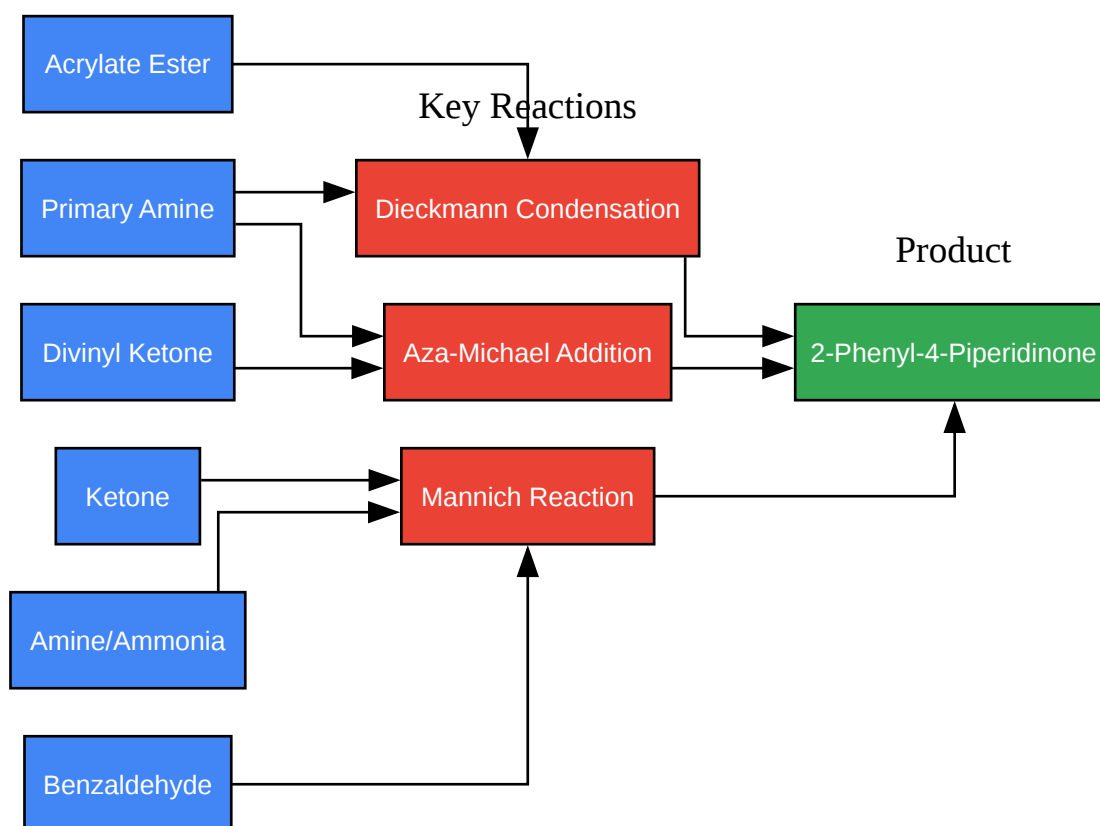 Acrylate Ester
Key Reactions
Primary Amine
Dieckmann Condensation
Product
Divinyl Ketone
Aza-Michael Addition
2-Phenyl-4-Piperidinone
Ketone
Mannich Reaction
Amine/Ammonia
Benzaldehyde